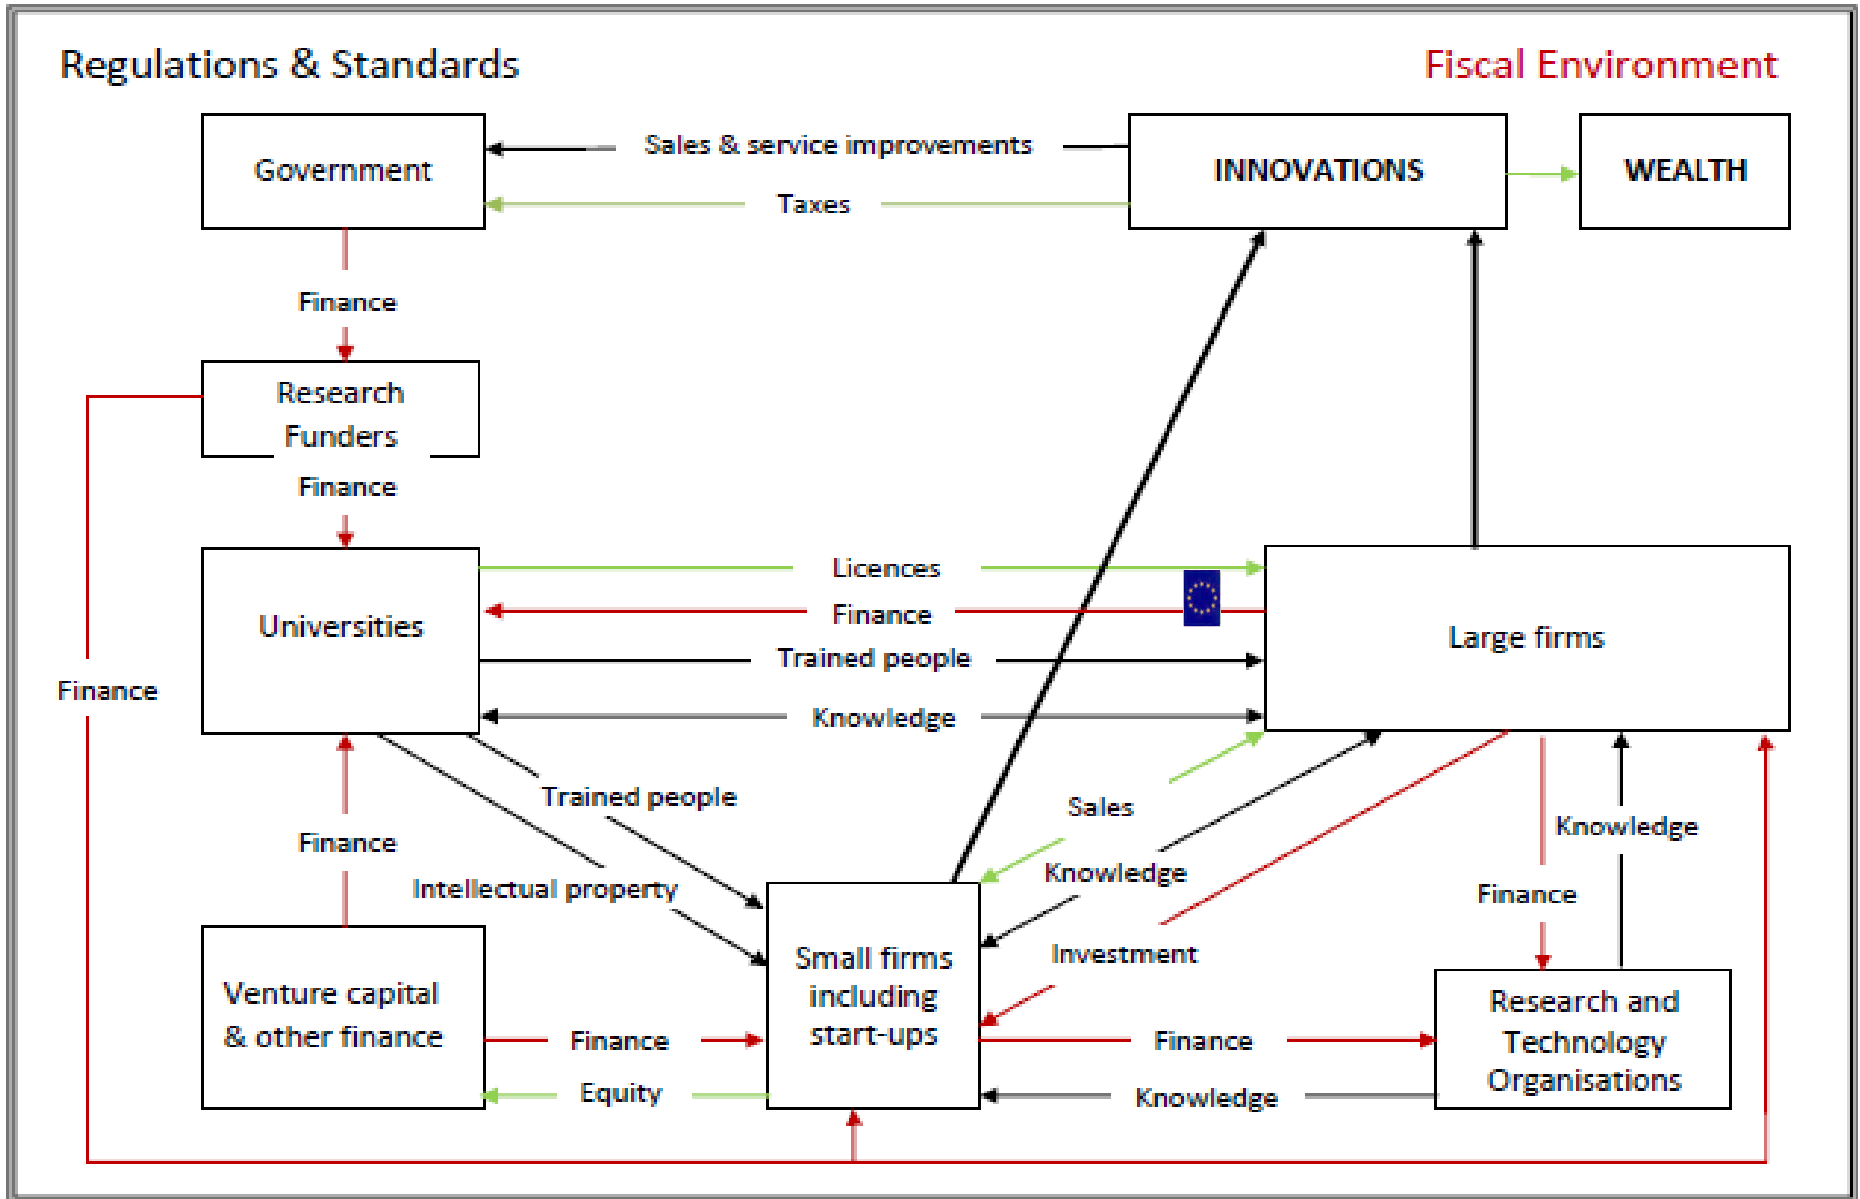 Regulations & Standards
Fiscal Environment
Government
Sales & service improvements
INNOVATIONS
WEALTH
Taxes
Finance
Research
Funders
Finance
Universities
Licences
Finance
Large firms
Trained people
Finance
Knowledge
Trained people
Sales
Knowledge
Finance
Knowledge
Intellectual property
Finance
Investment
Small firms
including
start-ups
Venture capital
& other finance
Research and
Technology
Organisations
Finance
Finance
Equity
Knowledge